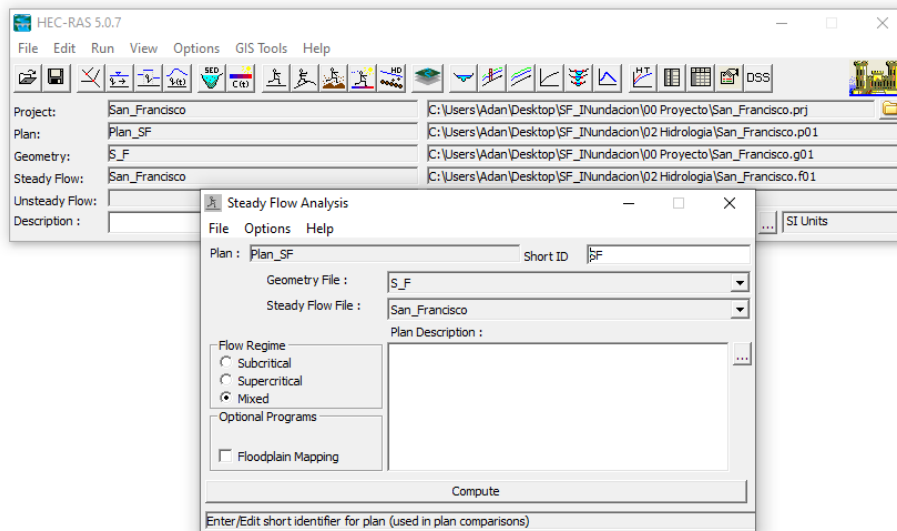 HEC-RAS 5.0.7
File Edit Run View Options GIS Tools Help
SED C(t) HD HT DSS
Project: San_Francisco C:\Users\Adan\Desktop\SF_INundacion\00 Proyecto\San_Francisco.prj
Plan: Plan_SF C:\Users\Adan\Desktop\SF_INundacion\02 Hidrologia\San_Francisco.p01
Geometry: S_F C:\Users\Adan\Desktop\SF_INundacion\00 Proyecto\San_Francisco.g01
Steady Flow: San_Francisco C:\Users\Adan\Desktop\SF_INundacion\02 Hidrologia\San_Francisco.f01
Unsteady Flow:
Description : ... SI Units
Steady Flow Analysis
File Options Help
Plan : Plan_SF Short ID SF
Geometry File : S_F
Steady Flow File : San_Francisco
Plan Description :
Flow Regime
Subcritical
Supercritical
Mixed
Optional Programs
Floodplain Mapping
...
Compute
Enter/Edit short identifier for plan (used in plan comparisons)